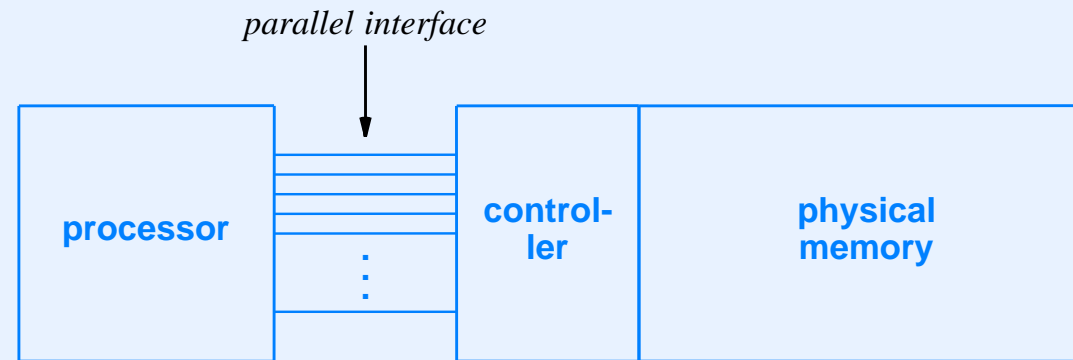 parallel interface
processor
control-
ler
physical
memory